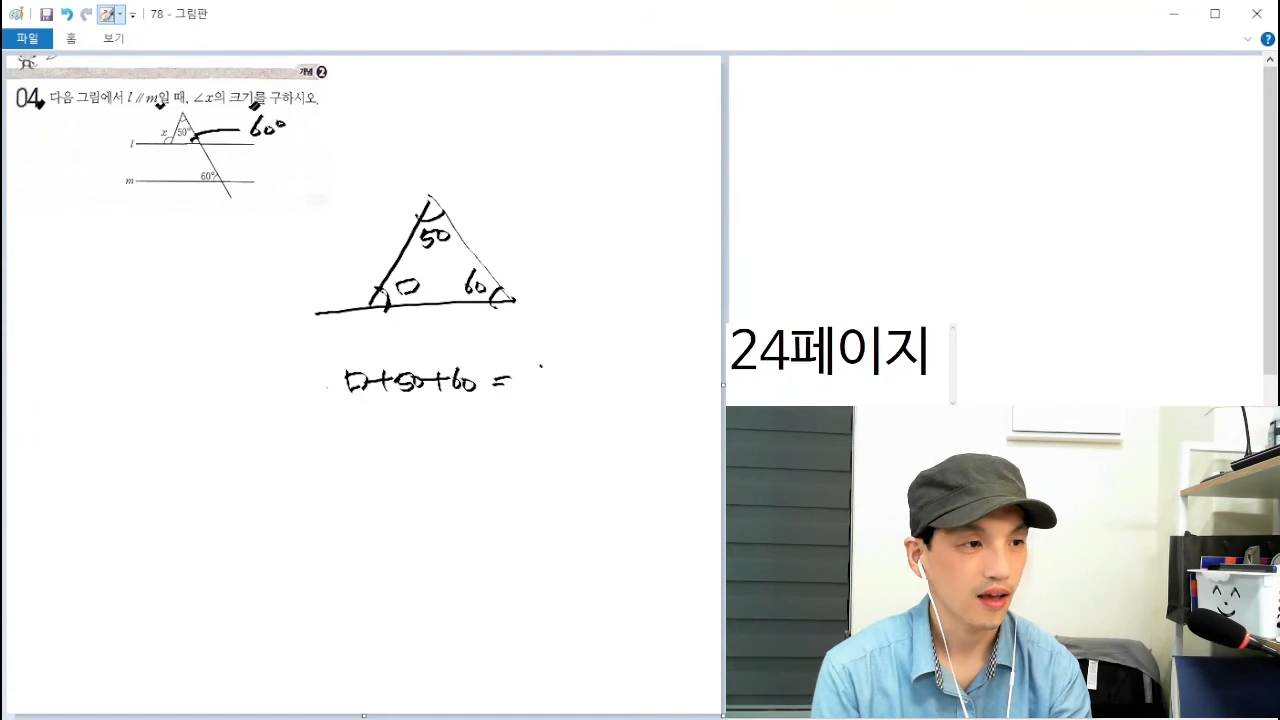 78 - 그림판
파일 홈 보기
개념 2
04 다음 그림에서 l // m일 때, ∠x의 크기를 구하시오.
60°
x 50°
l
60°
m
50
□ 60
□+50+60 =
24페이지